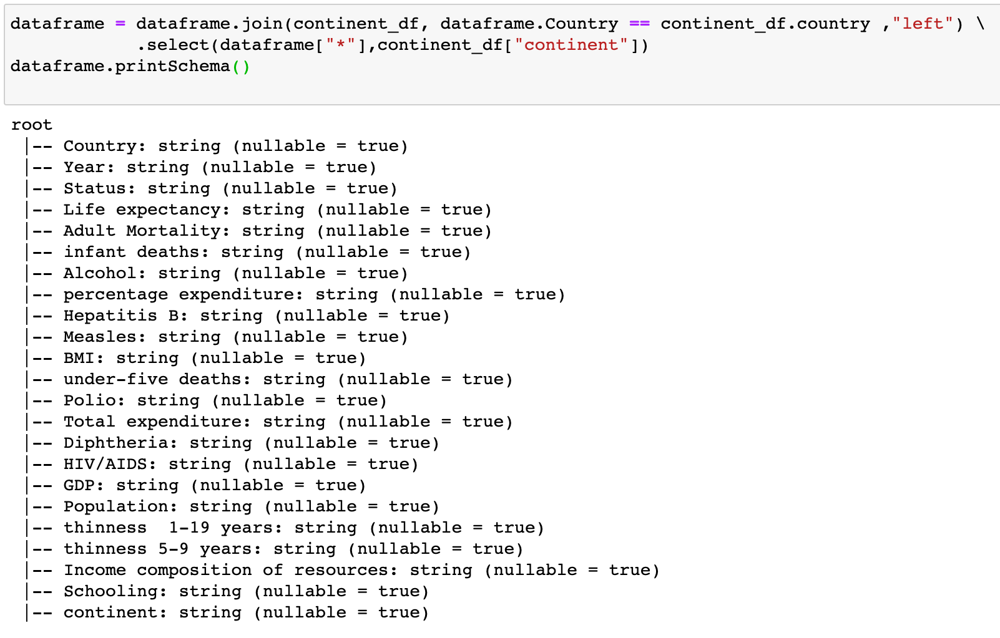 dataframe = dataframe.join(continent_df, dataframe.Country == continent_df.country ,"left") \
.select(dataframe["*"],continent_df["continent"])
dataframe.printSchema()
root
|-- Country: string (nullable = true)
|-- Year: string (nullable = true)
|-- Status: string (nullable = true)
|-- Life expectancy: string (nullable = true)
|-- Adult Mortality: string (nullable = true)
|-- infant deaths: string (nullable = true)
|-- Alcohol: string (nullable = true)
|-- percentage expenditure: string (nullable = true)
|-- Hepatitis B: string (nullable = true)
|-- Measles: string (nullable = true)
|-- BMI: string (nullable = true)
|-- under-five deaths: string (nullable = true)
|-- Polio: string (nullable = true)
|-- Total expenditure: string (nullable = true)
|-- Diphtheria: string (nullable = true)
|-- HIV/AIDS: string (nullable = true)
|-- GDP: string (nullable = true)
|-- Population: string (nullable = true)
|-- thinness  1-19 years: string (nullable = true)
|-- thinness 5-9 years: string (nullable = true)
|-- Income composition of resources: string (nullable = true)
|-- Schooling: string (nullable = true)
|-- continent: string (nullable = true)